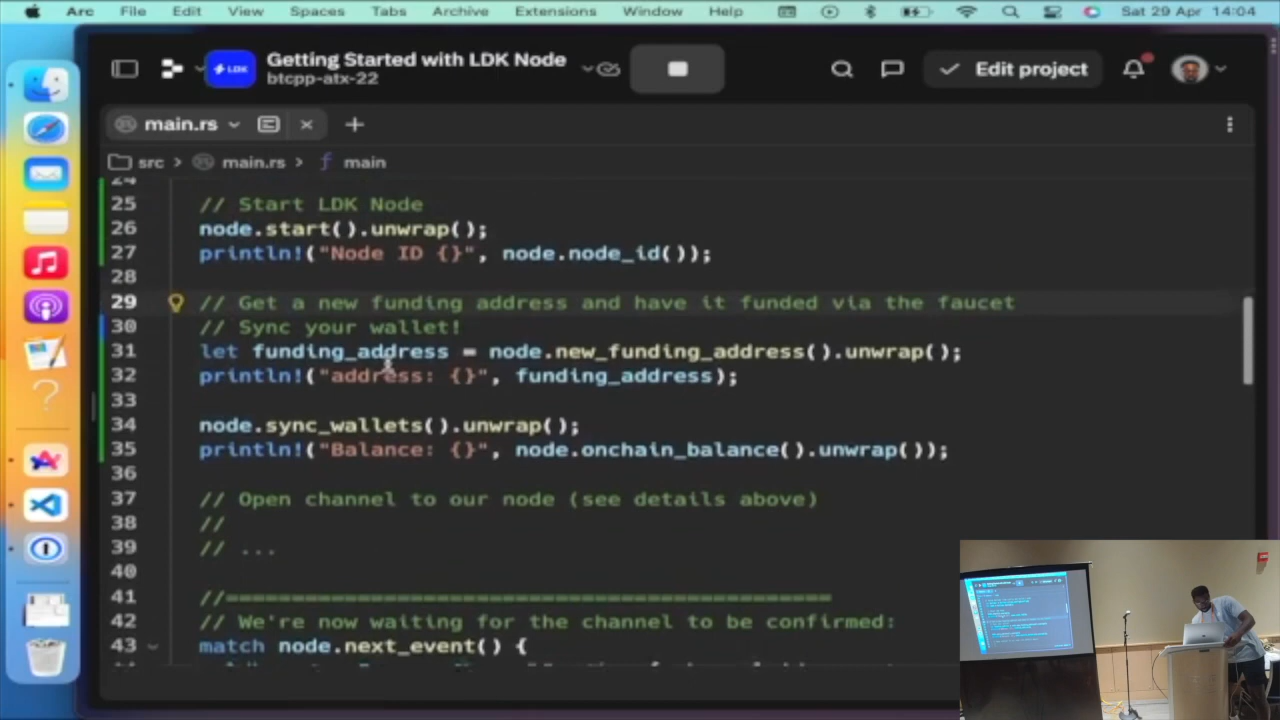 Arc File Edit View Spaces Tabs Archive Extensions Window Help Sat 29 Apr 14:04
LDK Getting Started with LDK Node
btcpp-atx-22
Edit project
main.rs
src > main.rs > f main
24
25 // Start LDK Node
26 node.start().unwrap();
27 println!("Node ID {}", node.node_id());
28
29 // Get a new funding address and have it funded via the faucet
30 // Sync your wallet!
31 let funding_address = node.new_funding_address().unwrap();
32 println!("address: {}", funding_address);
33
34 node.sync_wallets().unwrap();
35 println!("Balance: {}", node.onchain_balance().unwrap());
36
37 // Open channel to our node (see details above)
38 //
39 // ...
40
41 //==============================================
42 // We're now waiting for the channel to be confirmed:
43 match node.next_event() {